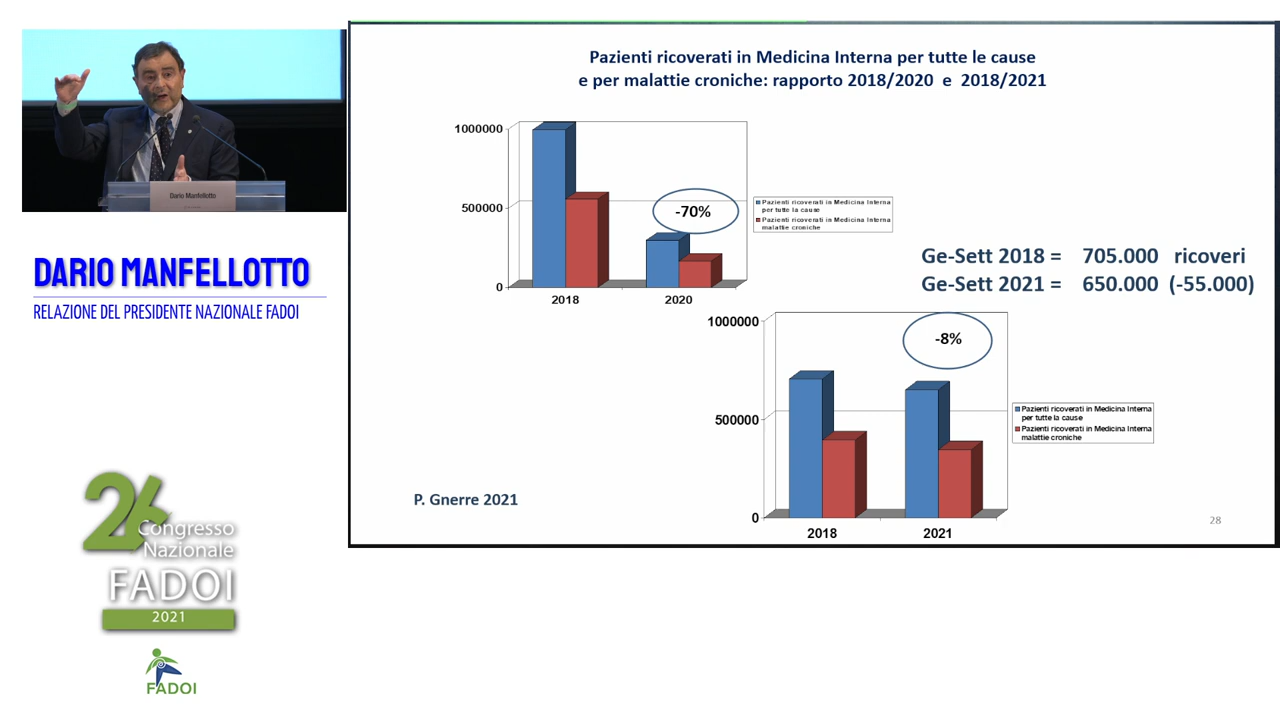 Pazienti ricoverati in Medicina Interna per tutte le cause
e per malattie croniche: rapporto 2018/2020 e 2018/2021
Dario Manfellotto
DARIO MANFELLOTTO
RELAZIONE DEL PRESIDENTE NAZIONALE FADOI
1000000
500000
0
-70%
2018
2020
Pazienti ricoverati in Medicina Interna
per tutte la cause
Pazienti ricoverati in Medicina Interna
malattie croniche
Ge-Sett 2018 = 705.000 ricoveri
Ge-Sett 2021 = 650.000 (-55.000)
1000000
500000
0
-8%
2018
2021
Pazienti ricoverati in Medicina Interna
per tutte la cause
Pazienti ricoverati in Medicina Interna
malattie croniche
P. Gnerre 2021
28
26
Congresso
Nazionale
FADOI
2021
FADOI